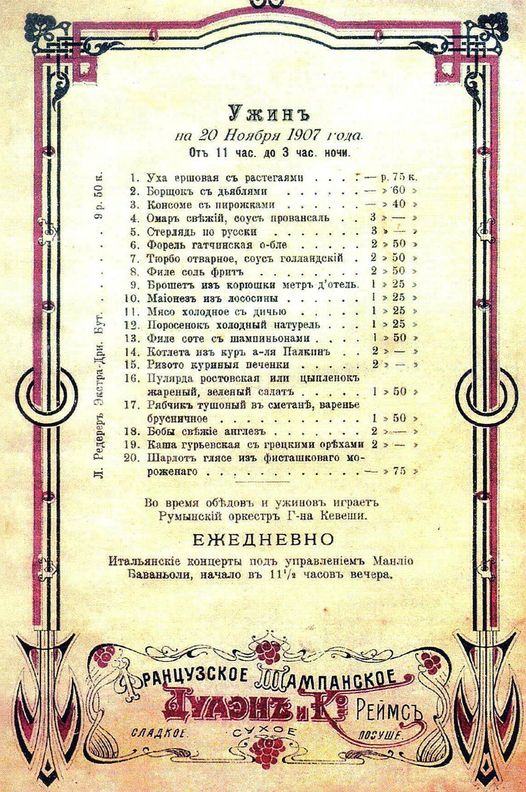 Ужинъ
на 20 Ноября 1907 года.
Отъ 11 час. до 3 час. ночи.
1. Уха ершовая съ растегаями . . . . — р. 75 к.
2. Борщокъ съ дьяблями . . . . . . — » 60 »
3. Консоме съ пирожками . . . . . — » 40 »
4. Омаръ свѣжій, соусъ провансаль . . 3 » — »
5. Стерлядь по русски . . . . . . . 3 » — »
6. Форель гатчинская о-бле . . . . . 2 » 50 »
7. Тюрбо отварное, соусъ голландскій . 2 » 50 »
8. Филе соль фритъ . . . . . . . . 2 » 50 »
9. Брошетъ изъ корюшки метръ д'отель. 1 » 25 »
10. Маіонезъ изъ лососины . . . . . . 1 » 25 »
11. Мясо холодное съ дичью . . . . . 1 » 25 »
12. Поросенокъ холодный натурель . . . 1 » 25 »
13. Филе соте съ шампиньонами . . . . 1 » 50 »
14. Котлета изъ куръ а-ля Палкинъ . . 2 » — »
15. Ризото куриныя печенки . . . . . 2 » — »
16. Пулярда ростовская или цыпленокъ
жареный, зеленый салатъ . . . . 1 » 50 »
17. Рябчикъ тушоный въ сметанѣ, варенье
брусничное . . . . . . . . . 1 » 50 »
18. Бобы свѣжіе англезъ . . . . . . . 2 » — »
19. Каша гурьевская съ грецкими орѣхами 2 » — »
20. Шарлотъ глясе изъ фисташковаго мо-
роженаго . . . . . . . . . . . — » 75 »
Л. Редереръ Экстра-Дри. Бут. . . . . . . 9 р. 50 к.
Во время обѣдовъ и ужиновъ играетъ
Румынскій оркестръ Г-на Кевеши.
ЕЖЕДНЕВНО
Итальянскіе концерты подъ управленіемъ Манліо
Баваньоли, начало въ 11½ часовъ вечера.
Французское Шампанское
Дуаэнъ и Ко Реймсъ
СЛАДКОЕ СУХОЕ ПОСУШЕ.